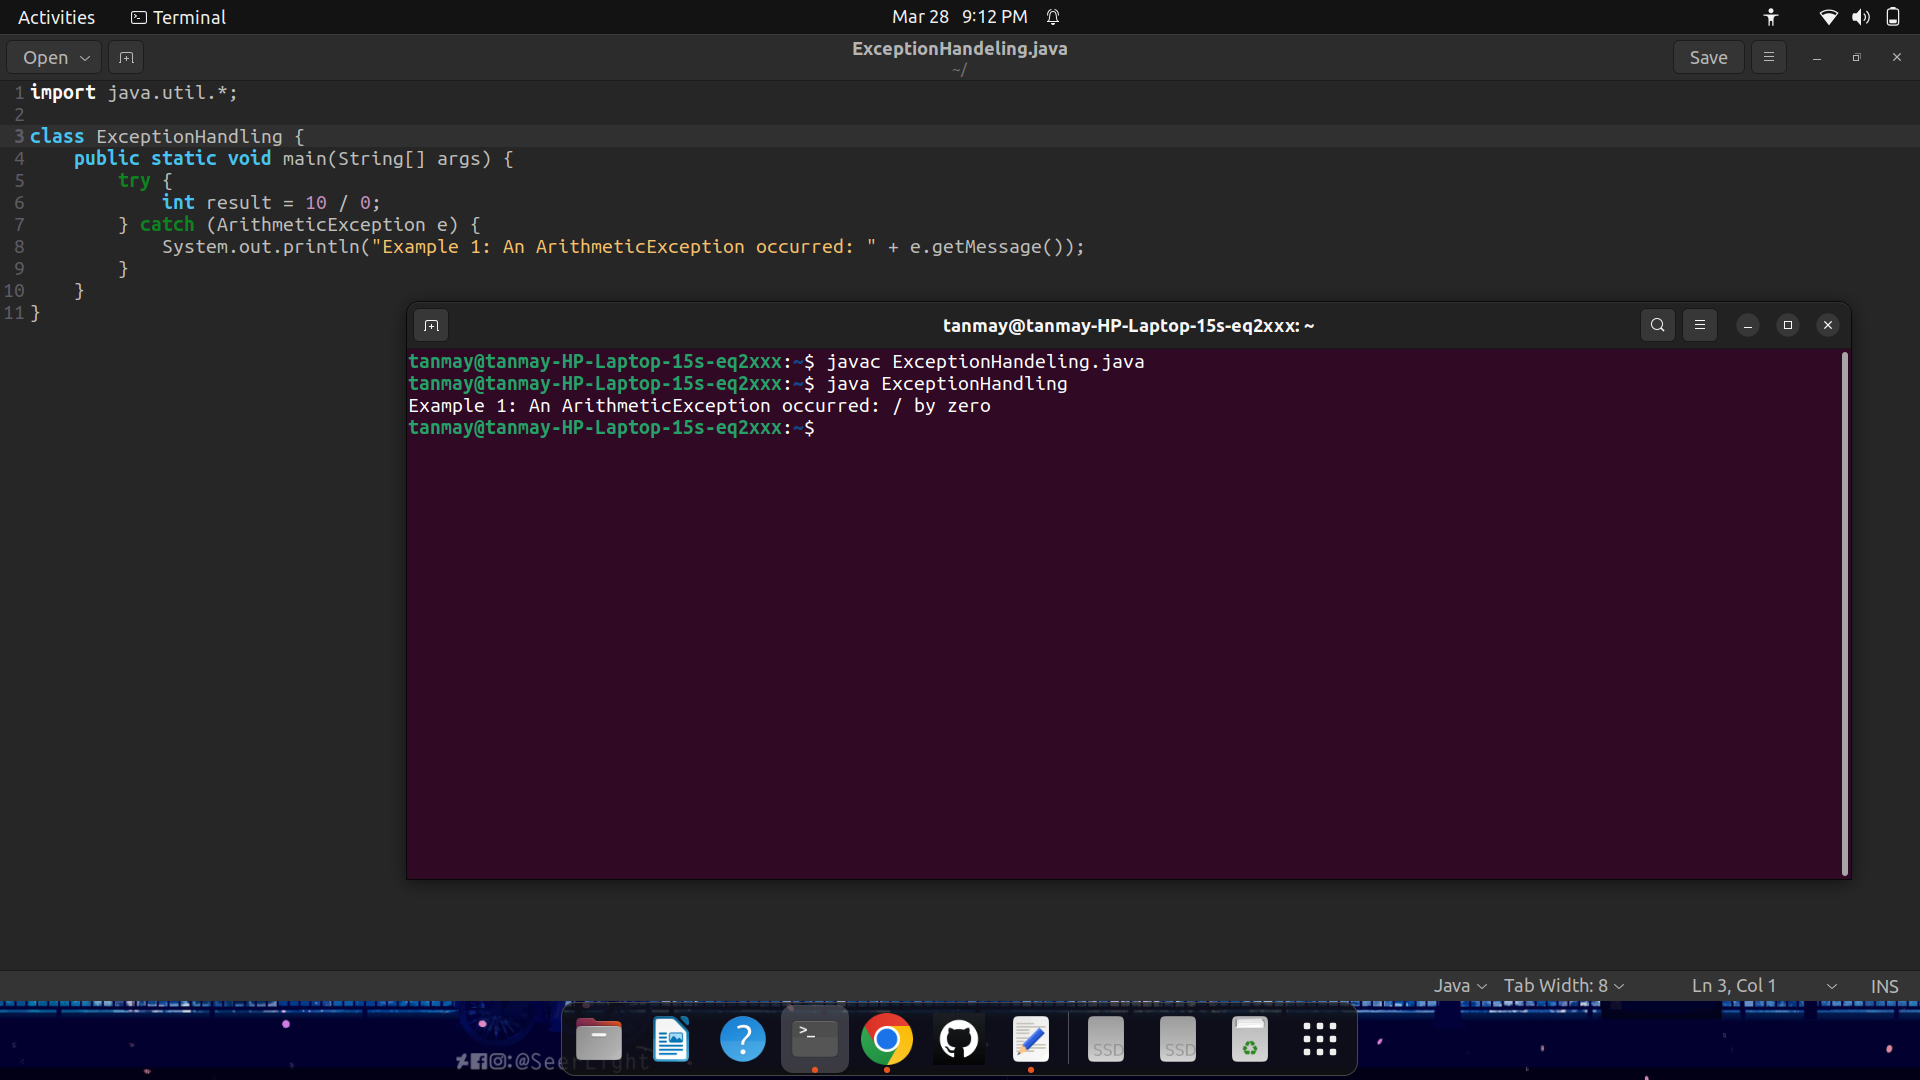 Activities Terminal Mar 28 9:12 PM
Open ExceptionHandeling.java Save
~/
1 import java.util.*;
2
3 class ExceptionHandling {
4     public static void main(String[] args) {
5         try {
6             int result = 10 / 0;
7         } catch (ArithmeticException e) {
8             System.out.println("Example 1: An ArithmeticException occurred: " + e.getMessage());
9         }
10     }
11 }
tanmay@tanmay-HP-Laptop-15s-eq2xxx: ~
tanmay@tanmay-HP-Laptop-15s-eq2xxx:~$ javac ExceptionHandeling.java
tanmay@tanmay-HP-Laptop-15s-eq2xxx:~$ java ExceptionHandling
Example 1: An ArithmeticException occurred: / by zero
tanmay@tanmay-HP-Laptop-15s-eq2xxx:~$
Java Tab Width: 8 Ln 3, Col 1 INS
SSD SSD
:@SeerLight